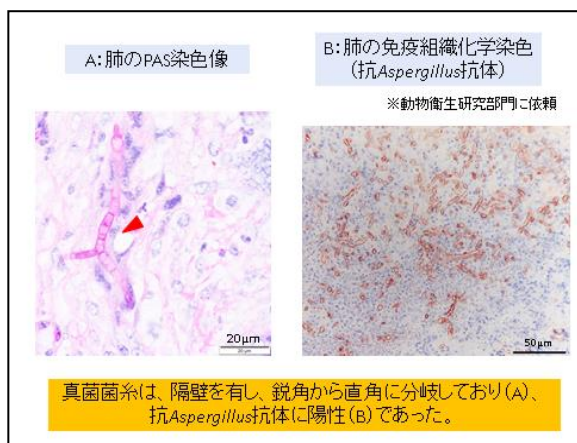 A:肺のPAS染色像
B:肺の免疫組織化学染色
(抗Aspergillus抗体)
※動物衛生研究部門に依頼
20μm
50μm
真菌菌糸は、隔壁を有し、鋭角から直角に分岐しており(A)、
抗Aspergillus抗体に陽性(B)であった。